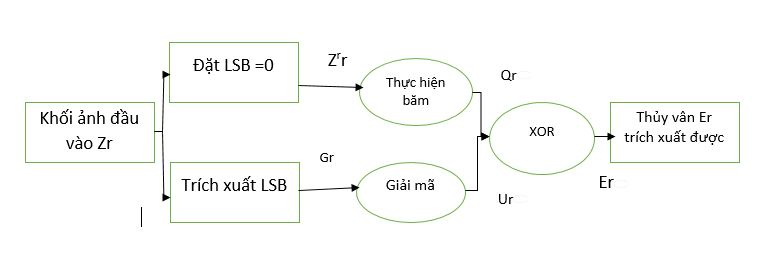 Khối ảnh đầu
vào Zr
Đặt LSB =0
Zʳr
Thực hiện
băm
Qr
Trích xuất LSB
Gr
Giải mã
Ur
XOR
Er
Thủy vân Er
trích xuất được